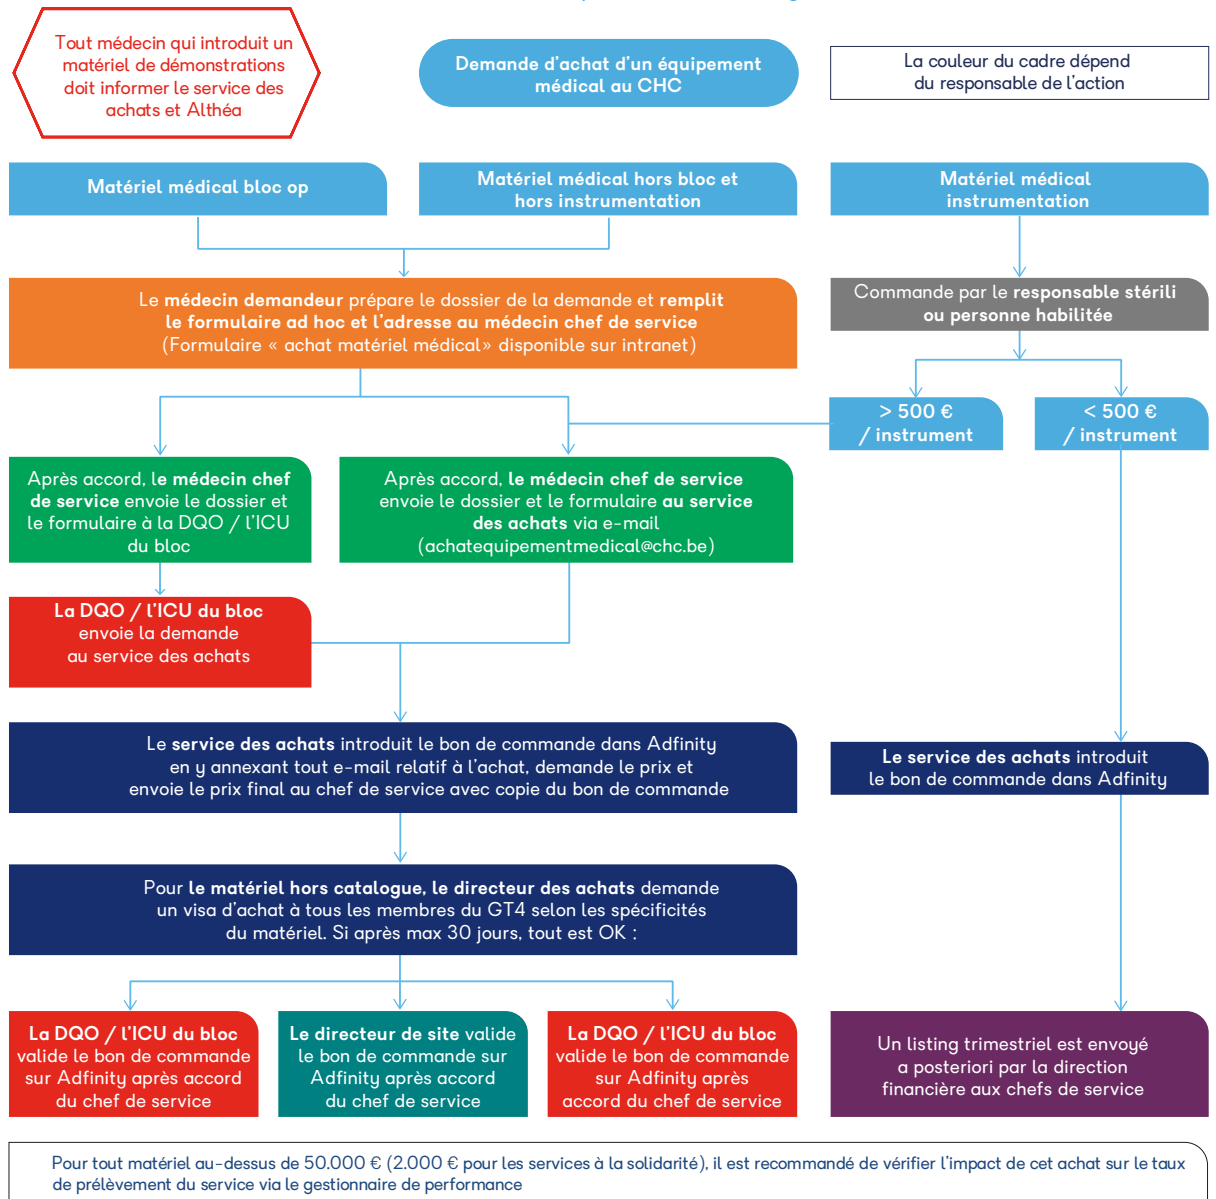 Tout médecin qui introduit un
matériel de démonstrations
doit informer le service des
achats et Althéa
Demande d'achat d'un équipement
médical au CHC
La couleur du cadre dépend
du responsable de l'action
Matériel médical bloc op
Matériel médical hors bloc et
hors instrumentation
Matériel médical
instrumentation
Le médecin demandeur prépare le dossier de la demande et remplit
le formulaire ad hoc et l'adresse au médecin chef de service
(Formulaire « achat matériel médical» disponible sur intranet)
Commande par le responsable stérili
ou personne habilitée
> 500 €
/ instrument
< 500 €
/ instrument
Après accord, le médecin chef
de service envoie le dossier et
le formulaire à la DQO / l'ICU
du bloc
Après accord, le médecin chef de service
envoie le dossier et le formulaire au service
des achats via e-mail
(achatequipementmedical@chc.be)
La DQO / l'ICU du bloc
envoie la demande
au service des achats
Le service des achats introduit le bon de commande dans Adfinity
en y annexant tout e-mail relatif à l'achat, demande le prix et
envoie le prix final au chef de service avec copie du bon de commande
Le service des achats introduit
le bon de commande dans Adfinity
Pour le matériel hors catalogue, le directeur des achats demande
un visa d'achat à tous les membres du GT4 selon les spécificités
du matériel. Si après max 30 jours, tout est OK :
La DQO / l'ICU du bloc
valide le bon de commande
sur Adfinity après accord
du chef de service
Le directeur de site valide
le bon de commande sur
Adfinity après accord
du chef de service
La DQO / l'ICU du bloc
valide le bon de commande
sur Adfinity après
accord du chef de service
Un listing trimestriel est envoyé
a posteriori par la direction
financière aux chefs de service
Pour tout matériel au-dessus de 50.000 € (2.000 € pour les services à la solidarité), il est recommandé de vérifier l'impact de cet achat sur le taux
de prélèvement du service via le gestionnaire de performance